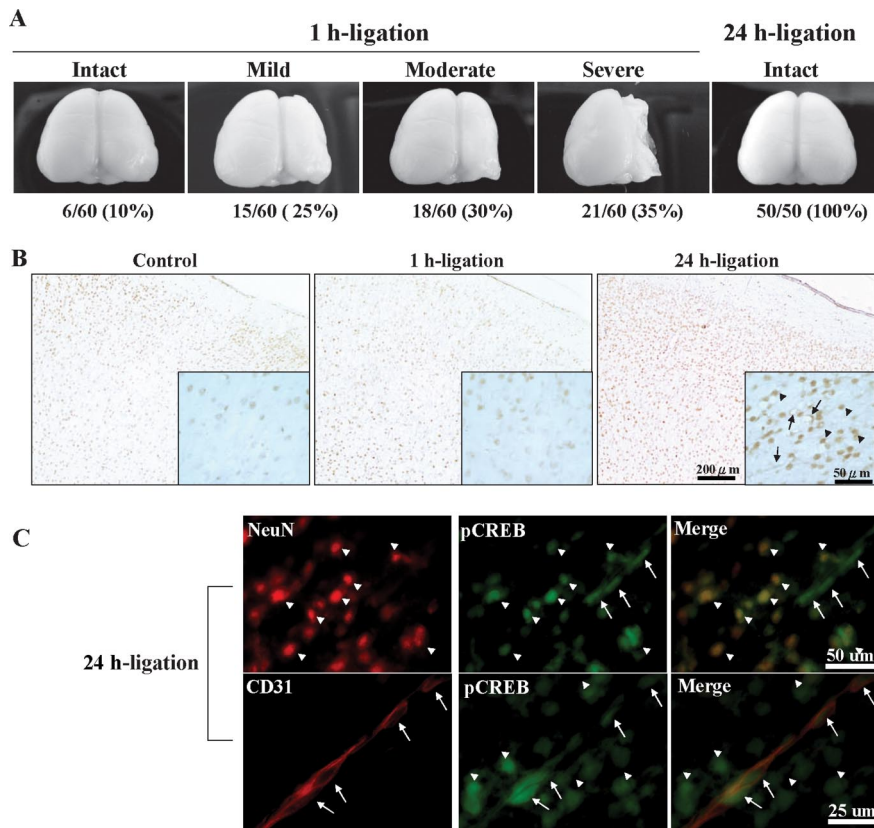 A
1 h-ligation
24 h-ligation
Intact
Mild
Moderate
Severe
Intact
6/60 (10%)
15/60 ( 25%)
18/60 (30%)
21/60 (35%)
50/50 (100%)
B
Control
1 h-ligation
24 h-ligation
200 μm
50 μm
C
24 h-ligation
NeuN
pCREB
Merge
50 um
CD31
pCREB
Merge
25 um